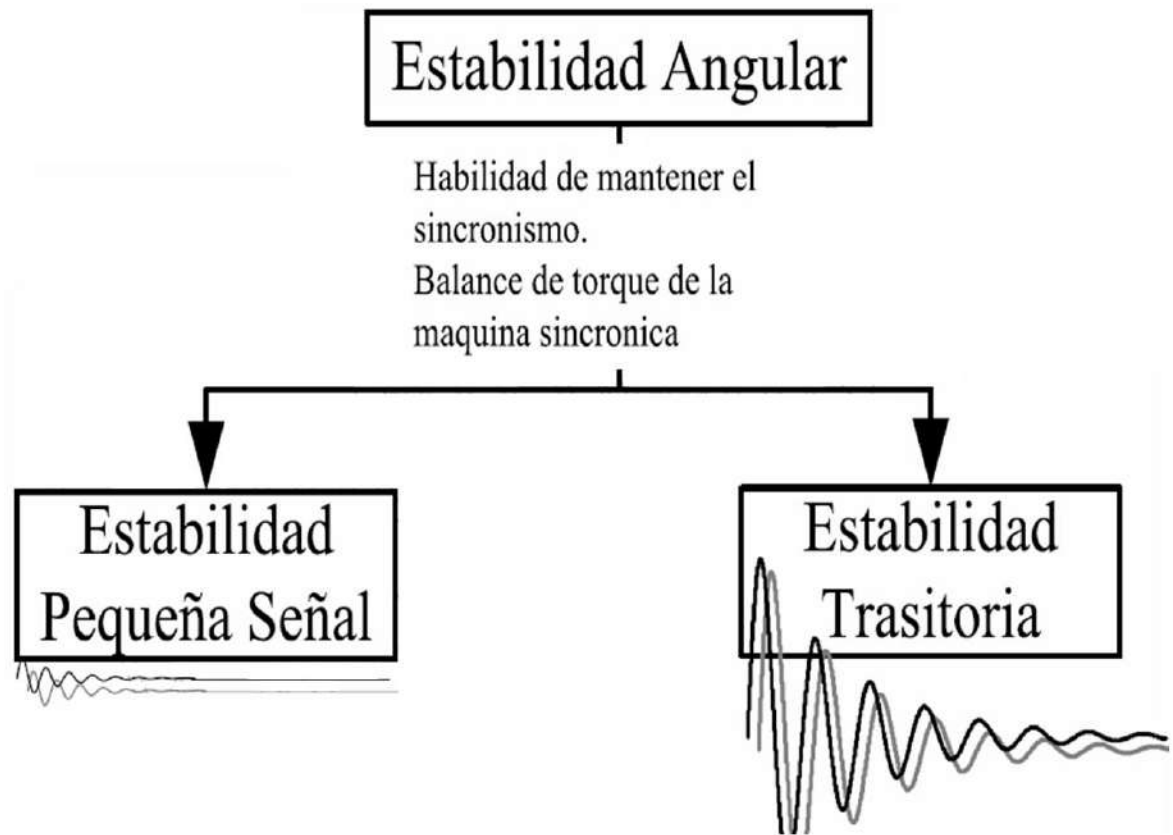 Estabilidad Angular
Habilidad de mantener el
sincronismo.
Balance de torque de la
maquina sincronica
Estabilidad
Pequeña Señal
Estabilidad
Trasitoria